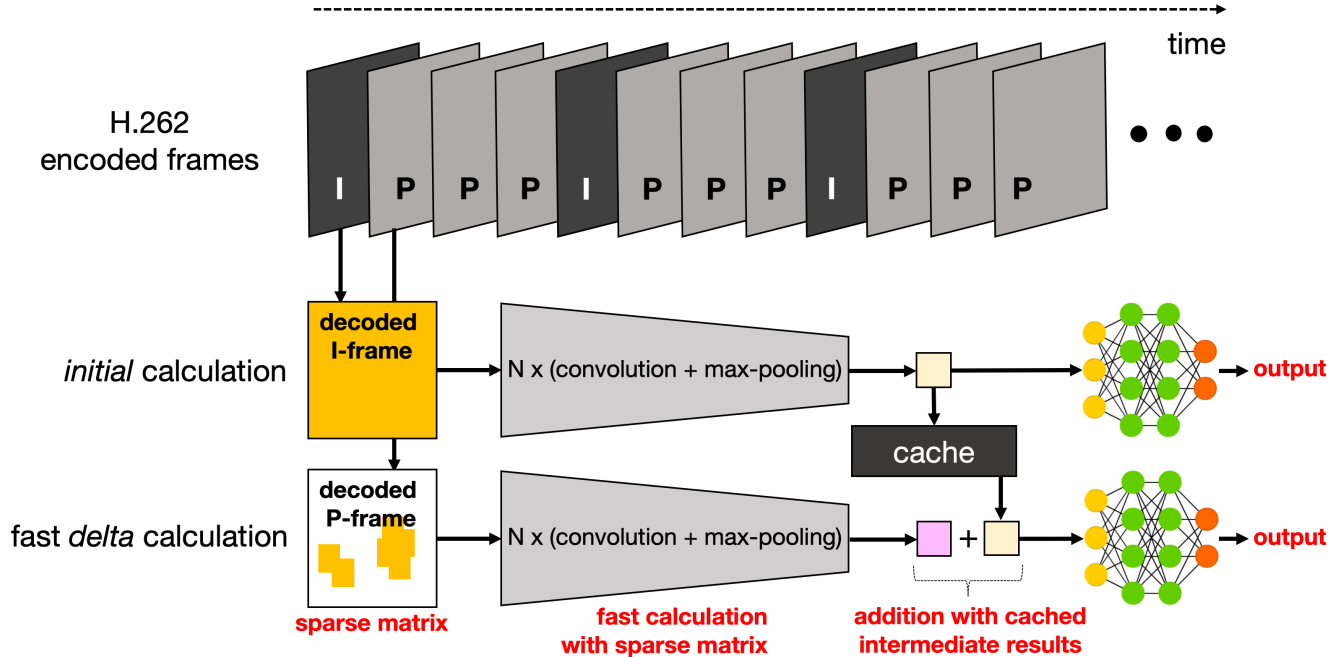 time
H.262
encoded frames
I P P P I P P P I P P P
decoded
I-frame
initial calculation
N x (convolution + max-pooling)
output
cache
decoded
P-frame
fast delta calculation
N x (convolution + max-pooling)
+
output
sparse matrix
fast calculation
with sparse matrix
addition with cached
intermediate results